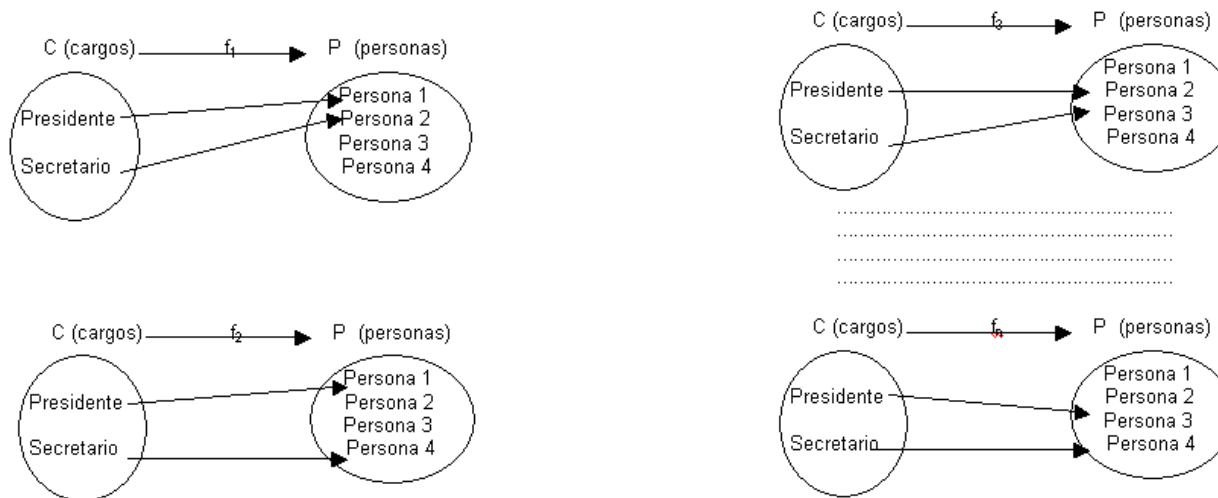 C (cargos) f1 P (personas)
Presidente
Secretario
Persona 1
Persona 2
Persona 3
Persona 4
C (cargos) f2 P (personas)
Presidente
Secretario
Persona 1
Persona 2
Persona 3
Persona 4
C (cargos) f3 P (personas)
Presidente
Secretario
Persona 1
Persona 2
Persona 3
Persona 4
C (cargos) fn P (personas)
Presidente
Secretario
Persona 1
Persona 2
Persona 3
Persona 4